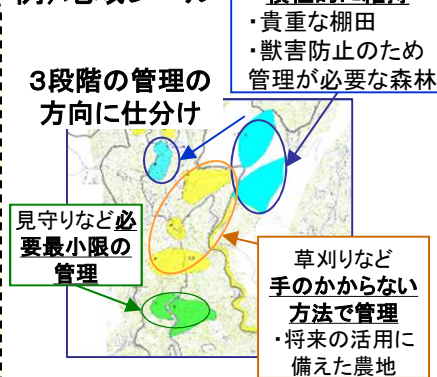 ・貴重な棚田
・獣害防止のため
管理が必要な森林
３段階の管理の
方向に仕分け
見守りなど必
要最小限の
管理
草刈りなど
手のかからない
方法で管理
・将来の活用に
備えた農地